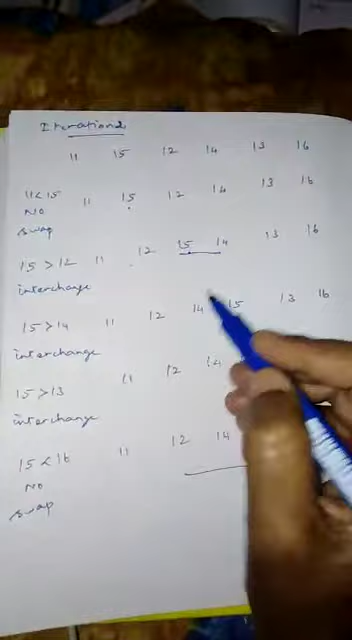 Iteration2
11 15 12 14 13 16
11<15 11 15 12 14 13 16
No
swap
15 > 12 11 12 15 14 13 16
interchange
15 > 14 11 12 14 15 13 16
interchange
15 > 13 11 12 14
interchange
15 < 16 11 12 14
No
swap